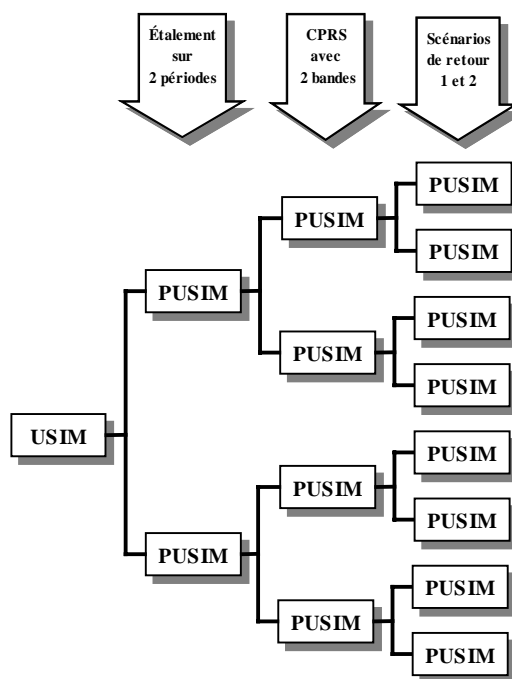 Étalement
sur
2 périodes
CPRS
avec
2 bandes
Scénarios
de retour
1 et 2
PUSIM
PUSIM
PUSIM
PUSIM
PUSIM
PUSIM
PUSIM
USIM
PUSIM
PUSIM
PUSIM
PUSIM
PUSIM
PUSIM
PUSIM